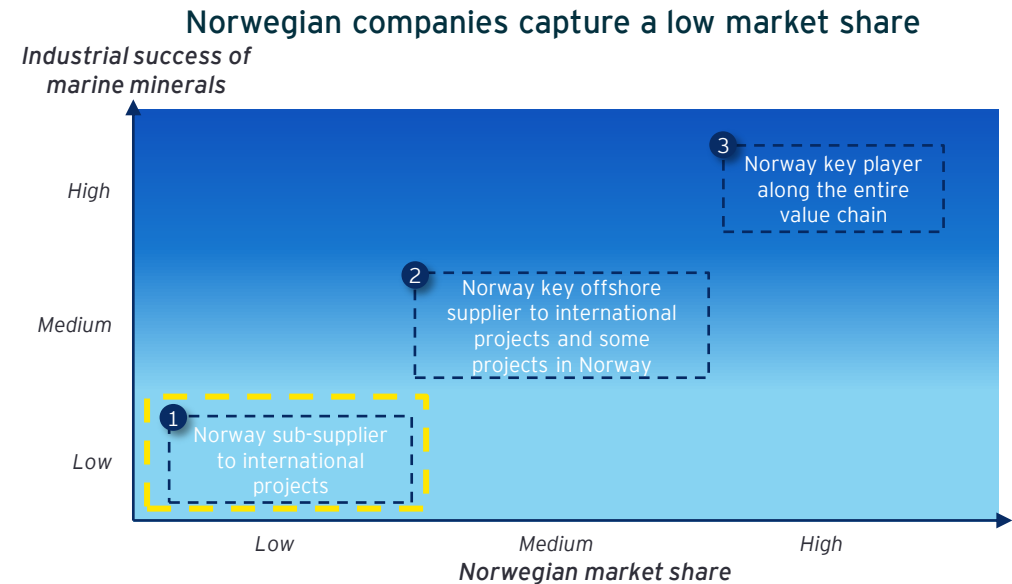 Norwegian companies capture a low market share
Industrial success of
marine minerals
High
Medium
Low
3
Norway key player
along the entire
value chain
2
Norway key offshore
supplier to international
projects and some
projects in Norway
1
Norway sub-supplier
to international
projects
Low
Medium
High
Norwegian market share